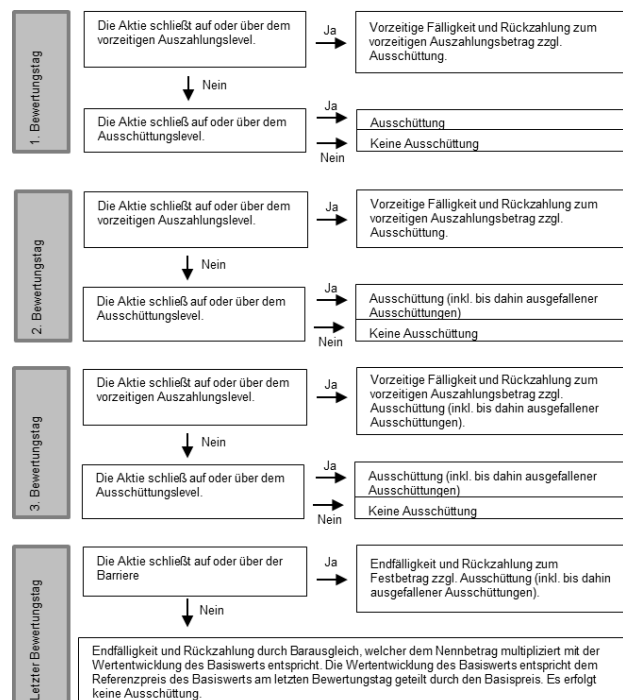 1. Bewertungstag
Die Aktie schließt auf oder über dem
vorzeitigen Auszahlungslevel.
Ja
Vorzeitige Fälligkeit und Rückzahlung zum
vorzeitigen Auszahlungsbetrag zzgl.
Ausschüttung.
Nein
Die Aktie schließ auf oder über dem
Ausschüttungslevel.
Ja
Ausschüttung
Nein
Keine Ausschüttung
2. Bewertungstag
Die Aktie schließt auf oder über dem
vorzeitigen Auszahlungslevel.
Ja
Vorzeitige Fälligkeit und Rückzahlung zum
vorzeitigen Auszahlungsbetrag zzgl.
Ausschüttung.
Nein
Die Aktie schließ auf oder über dem
Ausschüttungslevel.
Ja
Ausschüttung (inkl. bis dahin ausgefallener
Ausschüttungen)
Nein
Keine Ausschüttung
3. Bewertungstag
Die Aktie schließt auf oder über dem
vorzeitigen Auszahlungslevel.
Ja
Vorzeitige Fälligkeit und Rückzahlung zum
vorzeitigen Auszahlungsbetrag zzgl.
Ausschüttung (inkl. bis dahin ausgefallener
Ausschüttungen).
Nein
Die Aktie schließt auf oder über dem
Ausschüttungslevel.
Ja
Ausschüttung (inkl. bis dahin ausgefallener
Ausschüttungen)
Nein
Keine Ausschüttung
Letzter Bewertungstag
Die Aktie schließt auf oder über der
Barriere
Ja
Endfälligkeit und Rückzahlung zum
Festbetrag zzgl. Ausschüttung (inkl. bis dahin
ausgefallener Ausschüttungen).
Nein
Endfälligkeit und Rückzahlung durch Barausgleich, welcher dem Nennbetrag multipliziert mit der
Wertentwicklung des Basiswerts entspricht. Die Wertentwicklung des Basiswerts entspricht dem
Referenzpreis des Basiswerts am letzten Bewertungstag geteilt durch den Basispreis. Es erfolgt
keine Ausschüttung.